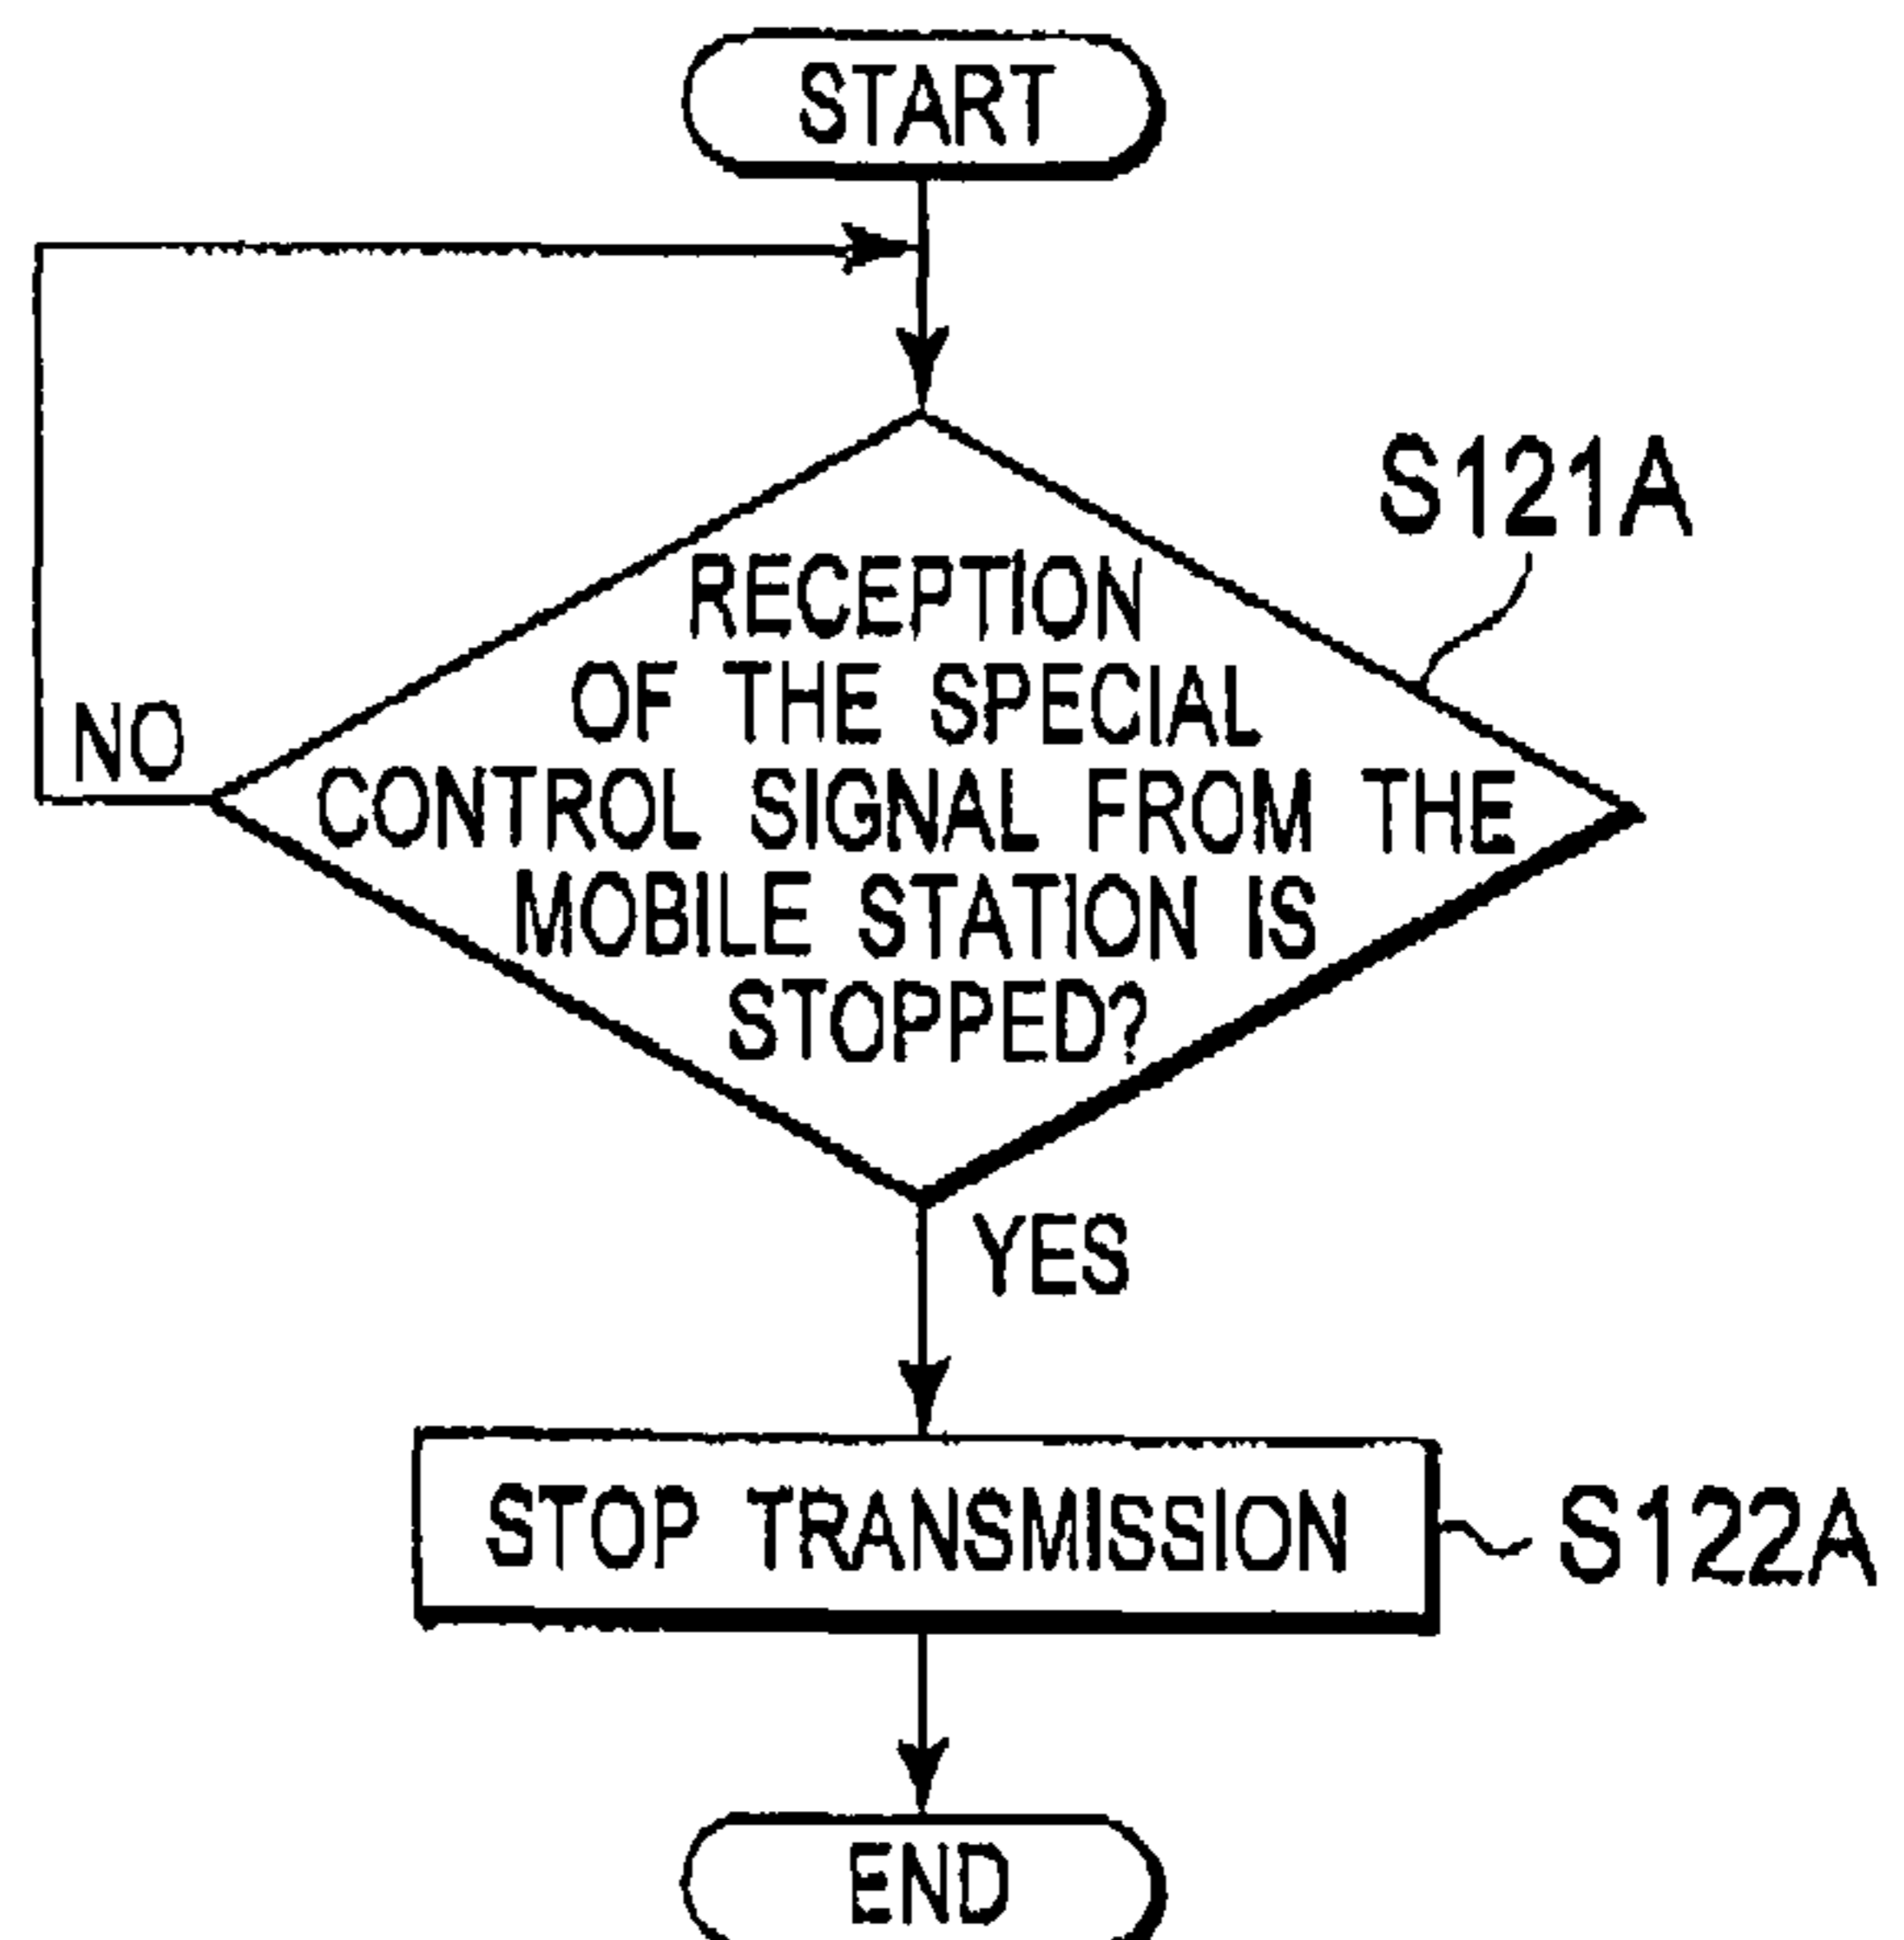 START
S121A
RECEPTION
OF THE SPECIAL
CONTROL SIGNAL FROM THE
MOBILE STATION IS
STOPPED?
NO
YES
STOP TRANSMISSION
S122A
END